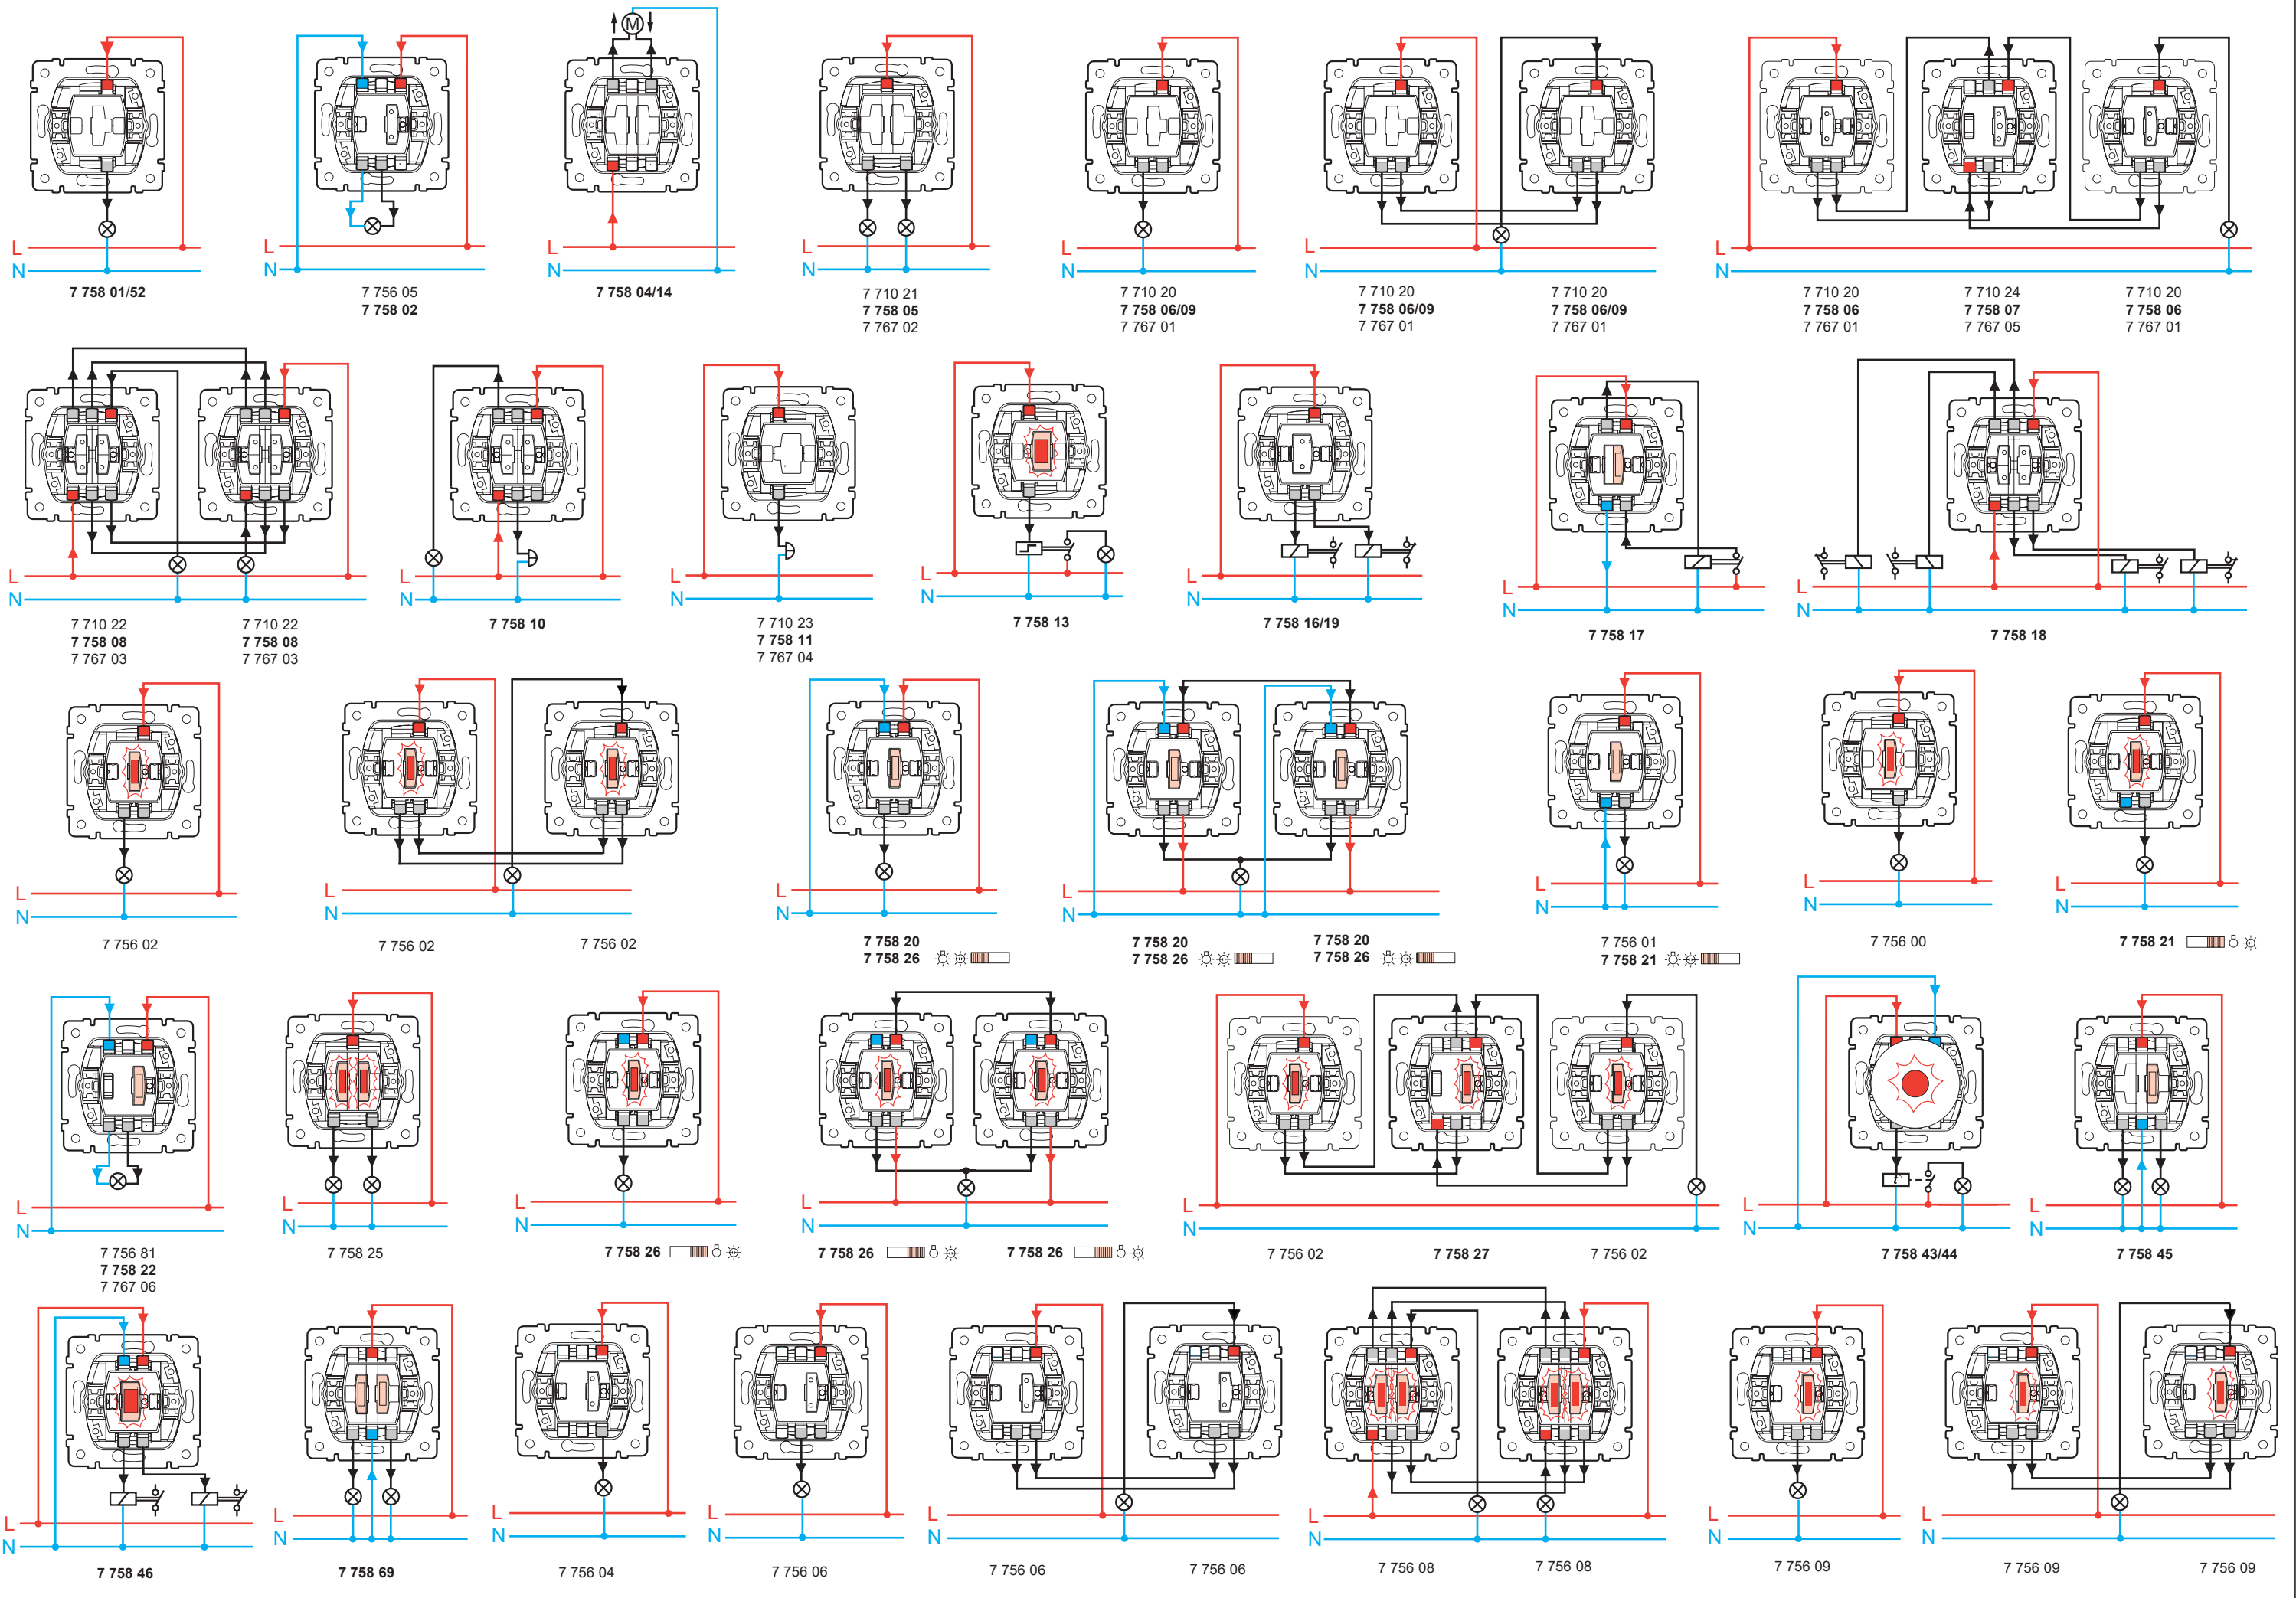 M
L
N
7 758 01/52
L
N
7 756 05
7 758 02
L
N
7 758 04/14
L
N
7 710 21
7 758 05
7 767 02
L
N
7 710 20
7 758 06/09
7 767 01
L
N
7 710 20
7 758 06/09
7 767 01
7 710 20
7 758 06/09
7 767 01
L
N
7 710 20
7 758 06
7 767 01
7 710 24
7 758 07
7 767 05
7 710 20
7 758 06
7 767 01
L
N
7 710 22
7 758 08
7 767 03
7 710 22
7 758 08
7 767 03
L
N
7 758 10
L
N
7 710 23
7 758 11
7 767 04
L
N
7 758 13
L
N
7 758 16/19
L
N
7 758 17
L
N
7 758 18
L
N
7 756 02
L
N
7 756 02
7 756 02
L
N
7 758 20
7 758 26
L
N
7 758 20
7 758 26
7 758 20
7 758 26
L
N
7 756 01
7 758 21
L
N
7 756 00
L
N
7 758 21
L
N
7 756 81
7 758 22
7 767 06
L
N
7 758 25
L
N
7 758 26
L
N
7 758 26
7 758 26
L
N
7 756 02
7 758 27
7 756 02
t°
L
N
7 758 43/44
L
N
7 758 45
L
N
7 758 46
L
N
7 758 69
L
N
7 756 04
L
N
7 756 06
L
N
7 756 06
7 756 06
L
N
7 756 08
7 756 08
L
N
7 756 09
L
N
7 756 09
7 756 09